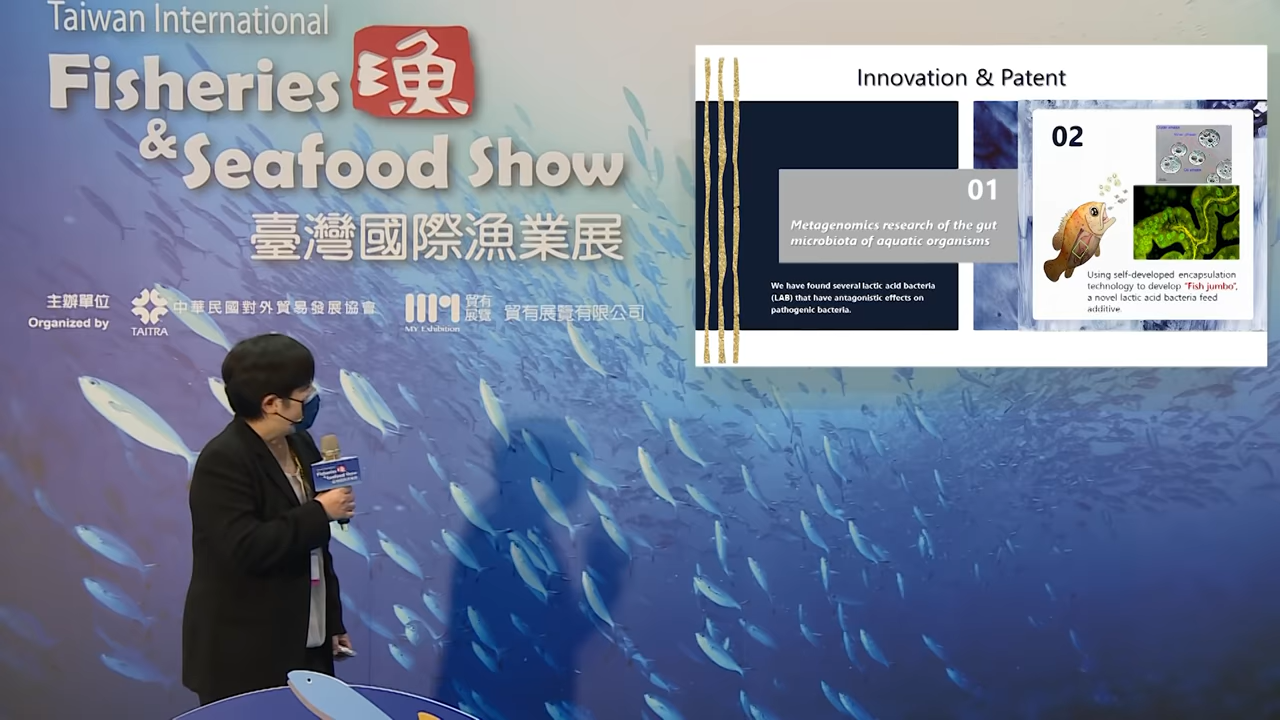 Taiwan International
Fisheries 漁
& Seafood Show
臺灣國際漁業展
主辦單位
Organized by
TAITRA
中華民國對外貿易發展協會
MY Exhibition
貿有
展覽
貿有展覽有限公司
Fisheries 漁
& Seafood Show
Innovation & Patent
01
Metagenomics research of the gut
microbiota of aquatic organisms
We have found several lactic acid bacteria
(LAB) that have antagonistic effects on
pathogenic bacteria.
02
Using self-developed encapsulation
technology to develop "Fish jumbo",
a novel lactic acid bacteria feed
additive.